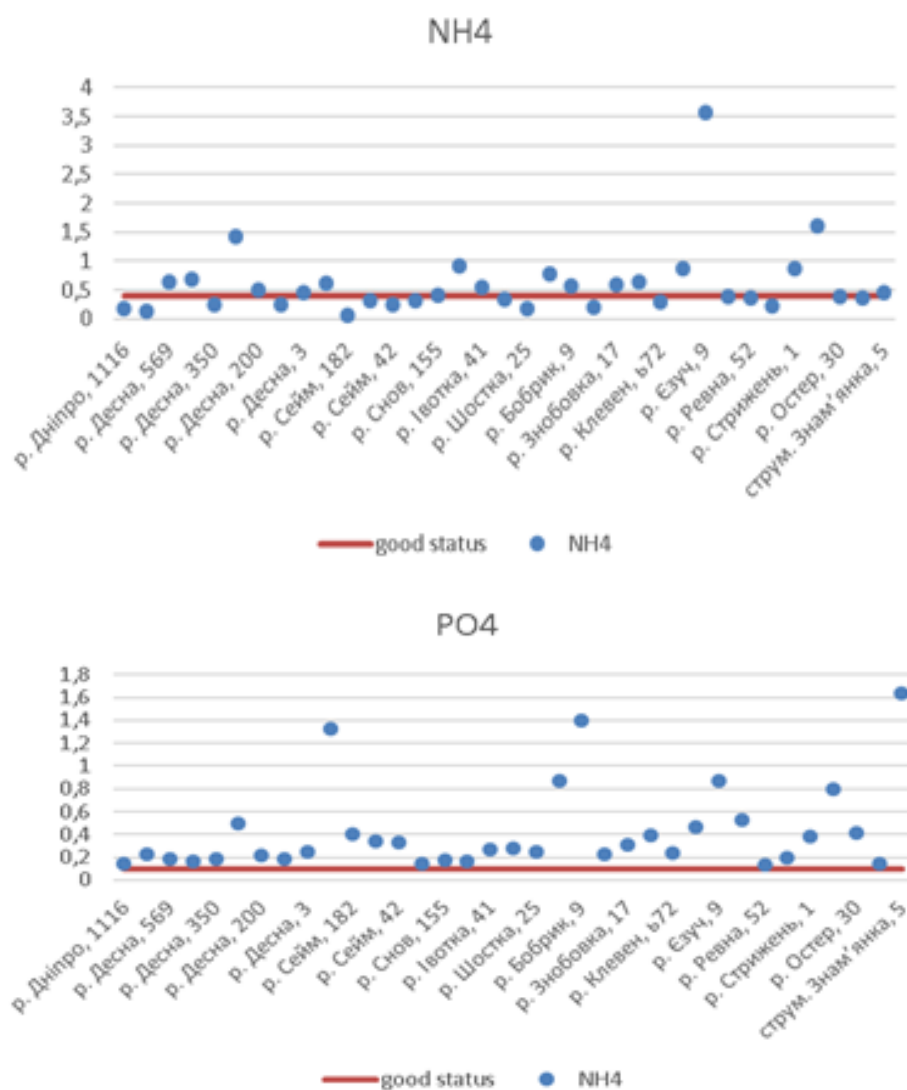 NH4
4
3,5
3
2,5
2
1,5
1
0,5
0
р. Дніпро, 1116
р. Десна, 569
р. Десна, 350
р. Десна, 200
р. Десна, 3
р. Сейм, 182
р. Сейм, 42
р. Снов, 155
р. Івотка, 41
р. Шостка, 25
р. Бобрик, 9
р. Знобовка, 17
р. Клевен, ь72
р. Єзуч, 9
р. Ревна, 52
р. Стрижень, 1
р. Остер, 30
струм. Знам'янка, 5
good status NH4
PO4
1,8
1,6
1,4
1,2
1
0,8
0,6
0,4
0,2
0
р. Дніпро, 1116
р. Десна, 569
р. Десна, 350
р. Десна, 200
р. Десна, 3
р. Сейм, 182
р. Сейм, 42
р. Снов, 155
р. Івотка, 41
р. Шостка, 25
р. Бобрик, 9
р. Знобовка, 17
р. Клевен, ь72
р. Єзуч, 9
р. Ревна, 52
р. Стрижень, 1
р. Остер, 30
струм. Знам'янка, 5
good status NH4